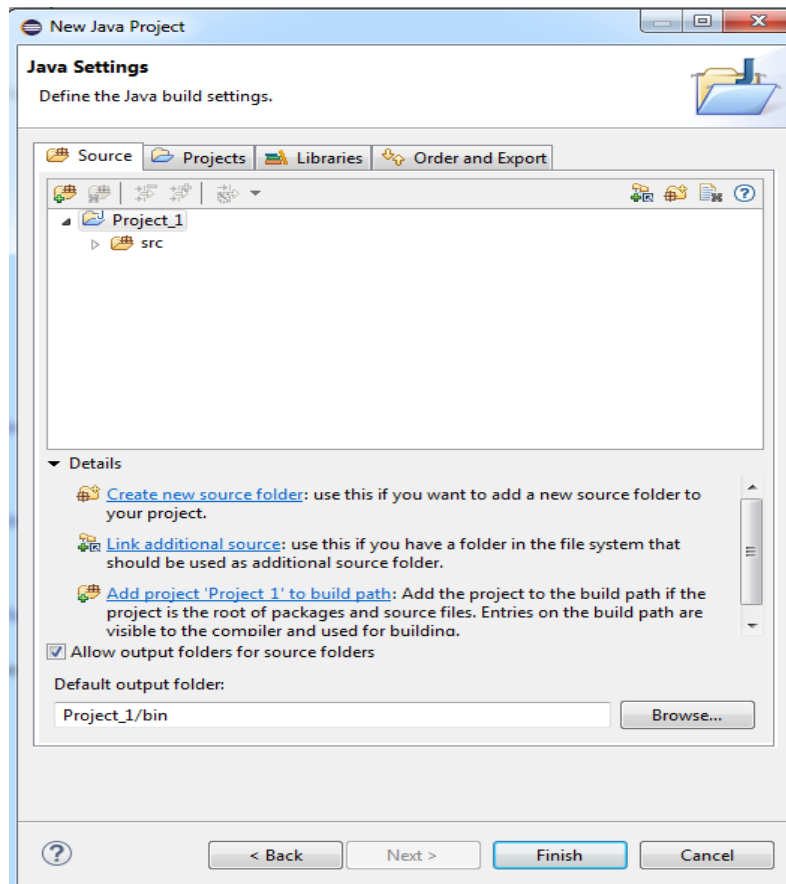 New Java Project
Java Settings
Define the Java build settings.
Source Projects Libraries Order and Export
Project_1
src
Details
Create new source folder: use this if you want to add a new source folder to
your project.
Link additional source: use this if you have a folder in the file system that
should be used as additional source folder.
Add project 'Project 1' to build path: Add the project to the build path if the
project is the root of packages and source files. Entries on the build path are
visible to the compiler and used for building.
Allow output folders for source folders
Default output folder:
Project_1/bin
Browse...
< Back Next > Finish Cancel